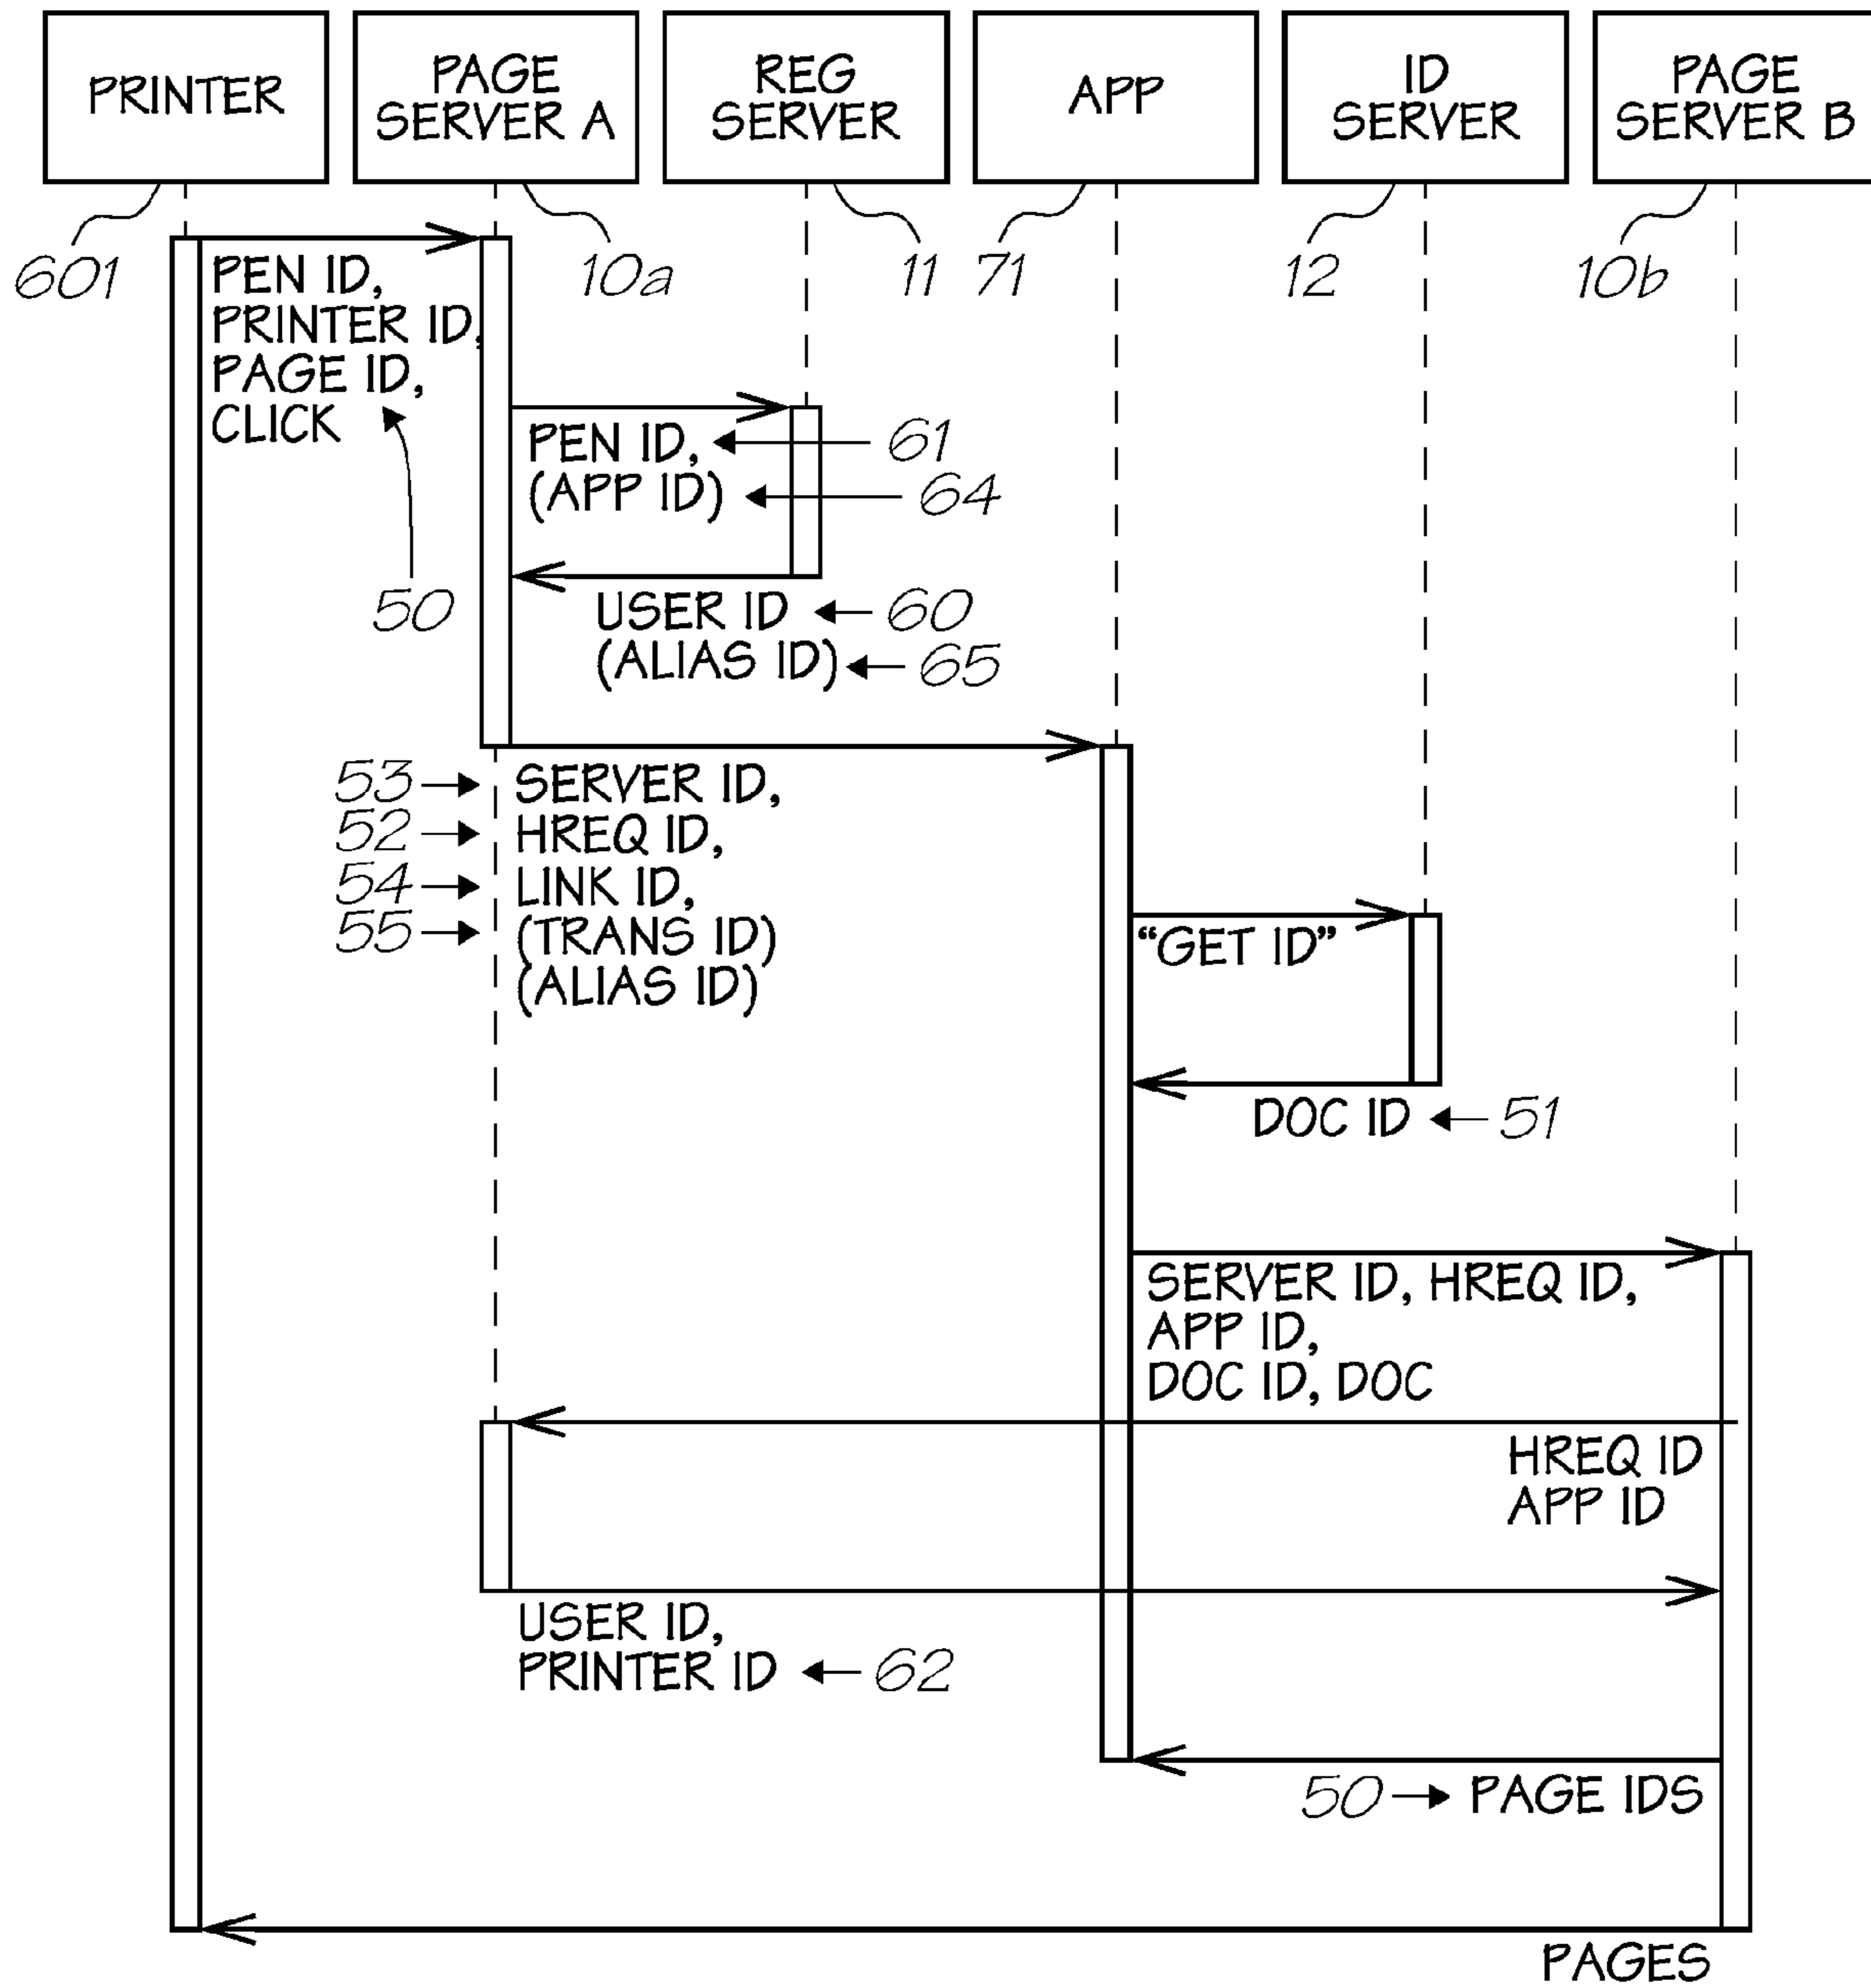 PRINTER
PAGE
SERVER A
REG
SERVER
APP
ID
SERVER
PAGE
SERVER B
601
10a
11
71
12
10b
PEN ID,
PRINTER ID,
PAGE ID,
CLICK
50
PEN ID,
61
(APP ID)
64
USER ID
60
(ALIAS ID)
65
53
SERVER ID,
52
HREQ ID,
54
LINK ID,
55
(TRANS ID)
(ALIAS ID)
“GET ID”
DOC ID
51
SERVER ID, HREQ ID,
APP ID,
DOC ID, DOC
HREQ ID
APP ID
USER ID,
PRINTER ID
62
50
PAGE IDS
PAGES